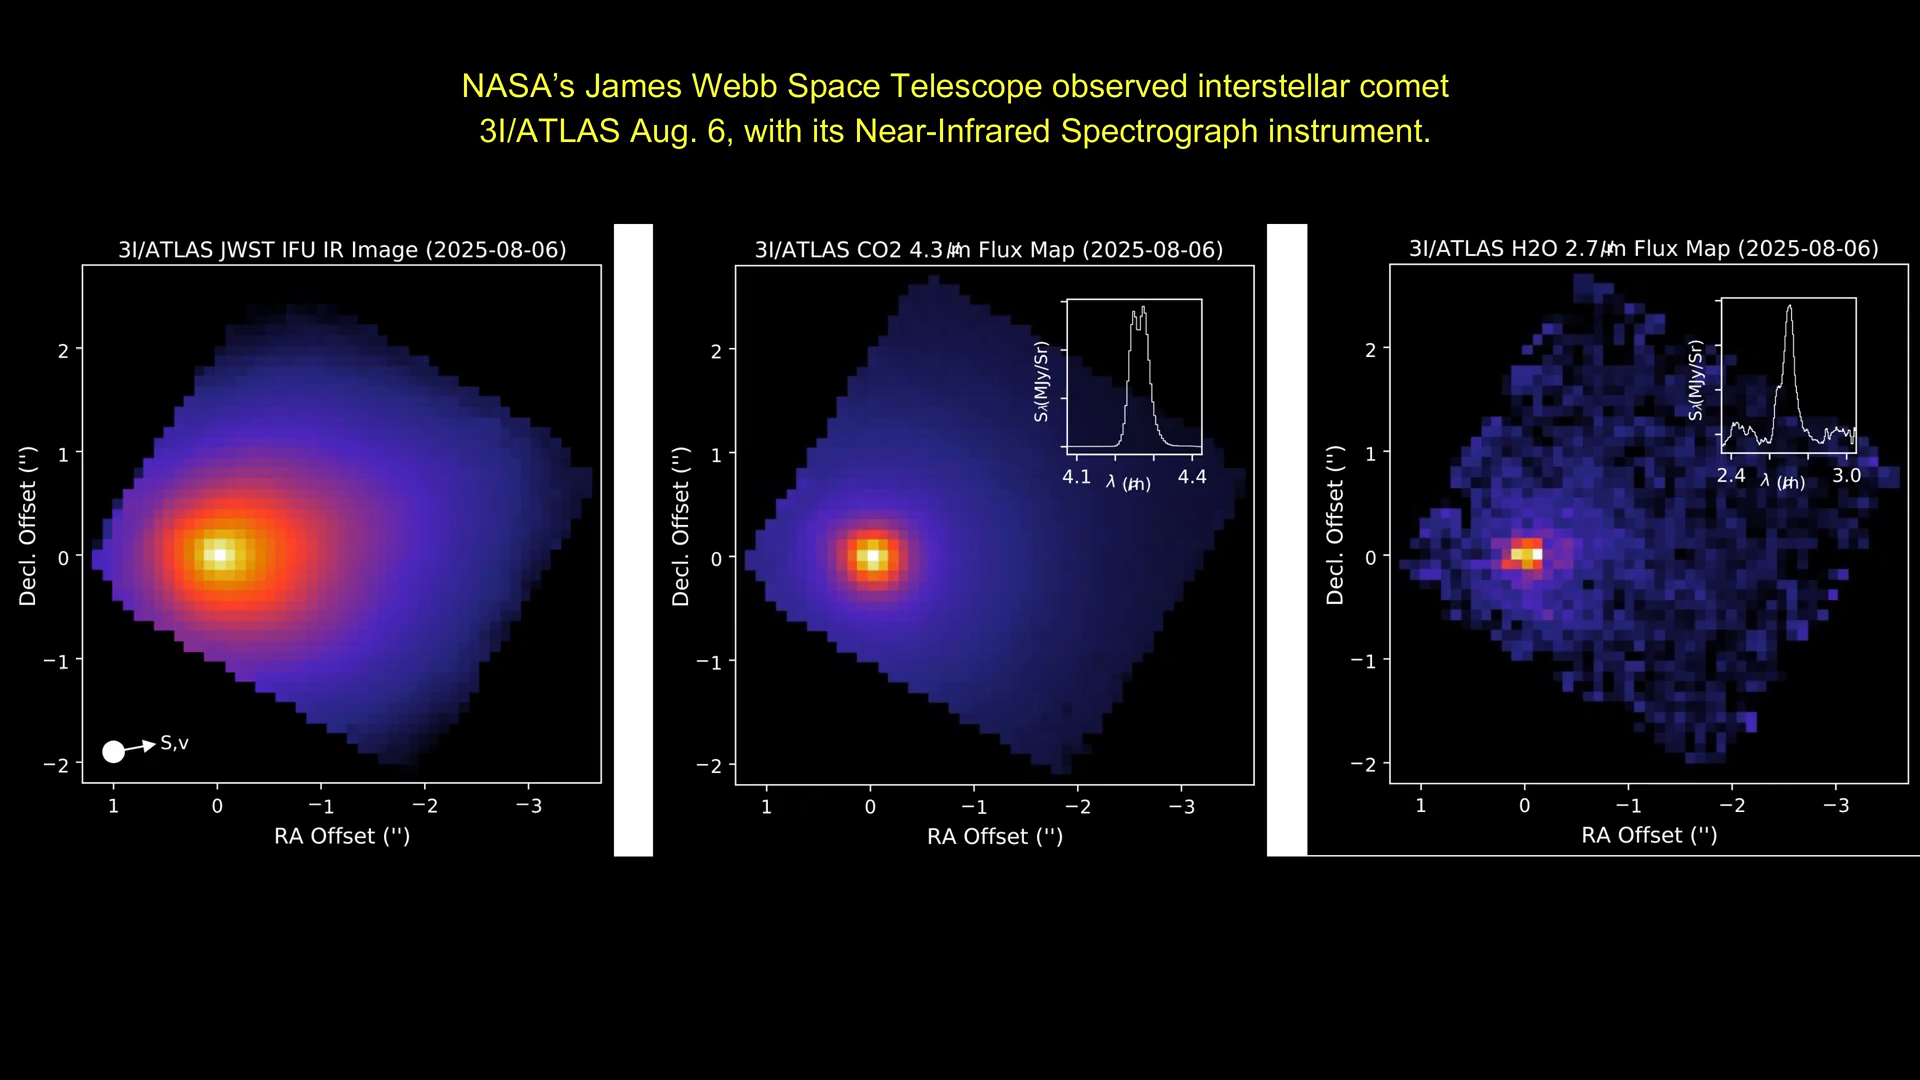 NASA’s James Webb Space Telescope observed interstellar comet
3I/ATLAS Aug. 6, with its Near-Infrared Spectrograph instrument.
3I/ATLAS JWST IFU IR Image (2025-08-06)
Decl. Offset ('')
2
1
0
−1
−2
S,v
1
0
−1
−2
−3
RA Offset ('')
3I/ATLAS CO2 4.3μm Flux Map (2025-08-06)
Decl. Offset ('')
2
1
0
−1
−2
Sλ(MJy/Sr)
4.1
λ (μm)
4.4
1
0
−1
−2
−3
RA Offset ('')
3I/ATLAS H2O 2.7μm Flux Map (2025-08-06)
Decl. Offset ('')
2
1
0
−1
−2
Sλ(MJy/Sr)
2.4
λ (μm)
3.0
1
0
−1
−2
−3
RA Offset ('')